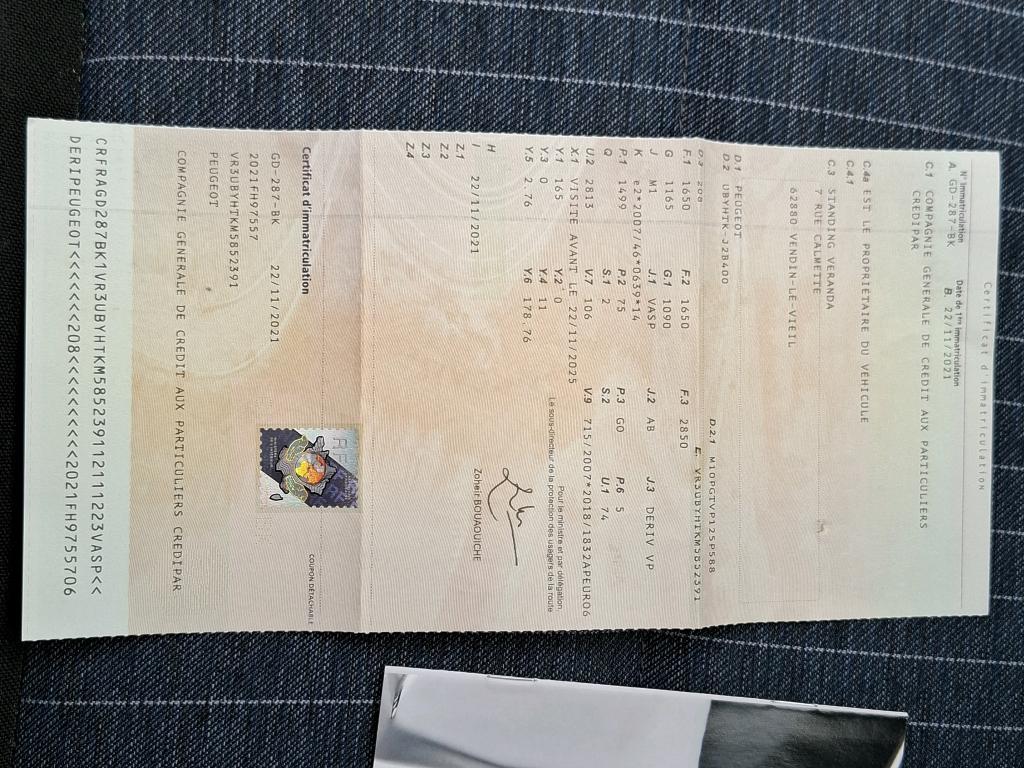 Certificat d'immatriculation
N° Immatriculation Date de 1ère Immatriculation
A. GD-287-BK B. 22/11/2021
C.1 COMPAGNIE GENERALE DE CREDIT AUX PARTICULIERS
CREDIPAR
C.4a EST LE PROPRIÉTAIRE DU VÉHICULE
C.4.1
C.3 STANDING VERANDA
7 RUE CALMETTE
62880 VENDIN-LE-VIEIL
D.1 PEUGEOT
D.2 UBYHTK-J2B400
D.2.1 M10PGTVP125P588
D.3 208 E. VR3UBYHTKM5852391
F.1 1650 F.2 1650 F.3 2850
G 1165 G.1 1090
J M1 J.1 VASP J.2 AB J.3 DERIV VP
K e2*2007/46*0639*14
P.1 1499 P.2 75 P.3 GO P.6 5
Q S.1 2 S.2 U.1 74
U.2 2813 V.7 106 V.9 715/2007*2018/1832APEURO6
X.1 VISITE AVANT LE 22/11/2025
Y.1 165 Y.2 0
Y.3 0 Y.4 11
Y.5 2.76 Y.6 178.76
Pour le ministre et par délégation,
Le sous-directeur de la protection des usagers de la route
H
I 22/11/2021
Zoheir BOUAOUICHE
Z.1
Z.2
Z.3
Z.4
Certificat d'immatriculation COUPON DÉTACHABLE
GD-287-BK 22/11/2021
2021FH97557
VR3UBYHTKM5852391
PEUGEOT
COMPAGNIE GENERALE DE CREDIT AUX PARTICULIERS CREDIPAR
CRFRAGD287BK1VR3UBYHTKM585239112111223VASP<<
DERIPEUGEOT<<<<<<208<<<<<<<<<<2021FH9755706